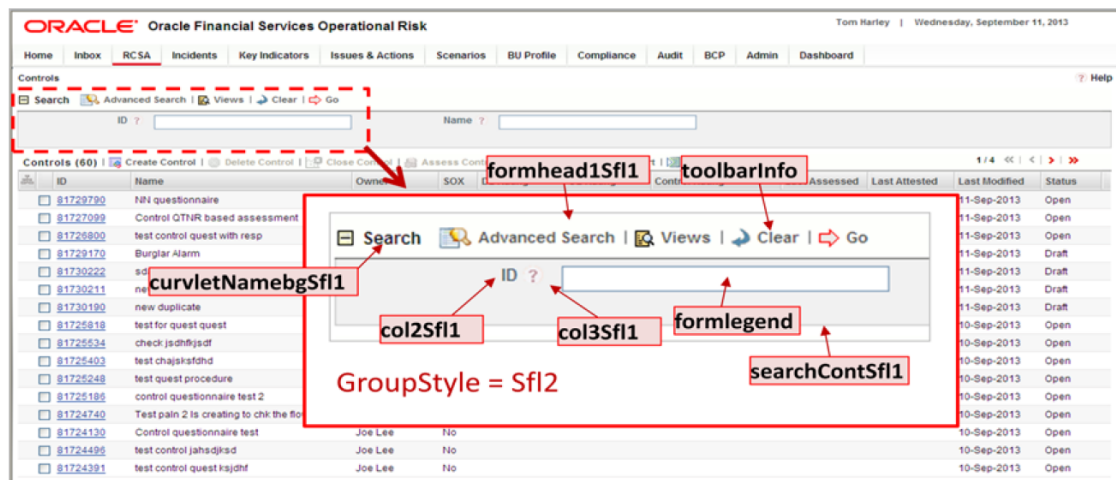 ORACLE® Oracle Financial Services Operational Risk
Tom Harley | Wednesday, September 11, 2013
Home Inbox RCSA Incidents Key Indicators Issues & Actions Scenarios BU Profile Compliance Audit BCP Admin Dashboard
Controls ? Help
Search Advanced Search | Views | Clear | Go
ID ? Name ?
Controls (60) | Create Control | Delete Control | Close Control | Assess Cont 1 / 4
ID Name Owner SOX Assessed Last Attested Last Modified Status
81729790 NN questionnaire 11-Sep-2013 Open
81727099 Control QTNR based assessment 11-Sep-2013 Open
81726800 test control quest with resp 11-Sep-2013 Open
81729170 Burglar Alarm 11-Sep-2013 Draft
81730222 11-Sep-2013 Draft
81730211 11-Sep-2013 Draft
81730190 new duplicate 11-Sep-2013 Draft
81725818 test for quest quest 10-Sep-2013 Open
81725534 check jsdhfkjsdf 10-Sep-2013 Open
81725403 test chajsksfdhd 10-Sep-2013 Open
81725248 test quest procedure 10-Sep-2013 Open
81725186 control questionnaire test 2 10-Sep-2013 Open
81724740 Test paln 2 Is creating to chk the flo 10-Sep-2013 Open
81724130 Control questionnaire test Joe Lee No 10-Sep-2013 Open
81724496 test control jahsdjksd Joe Lee No 10-Sep-2013 Open
81724391 test control quest ksjdhf Joe Lee No 10-Sep-2013 Open
formhead1Sfl1 toolbarInfo
Search Advanced Search | Views | Clear | Go
curvletNamebgSfl1
ID ?
col2Sfl1 col3Sfl1 formlegend
searchContSfl1
GroupStyle = Sfl2